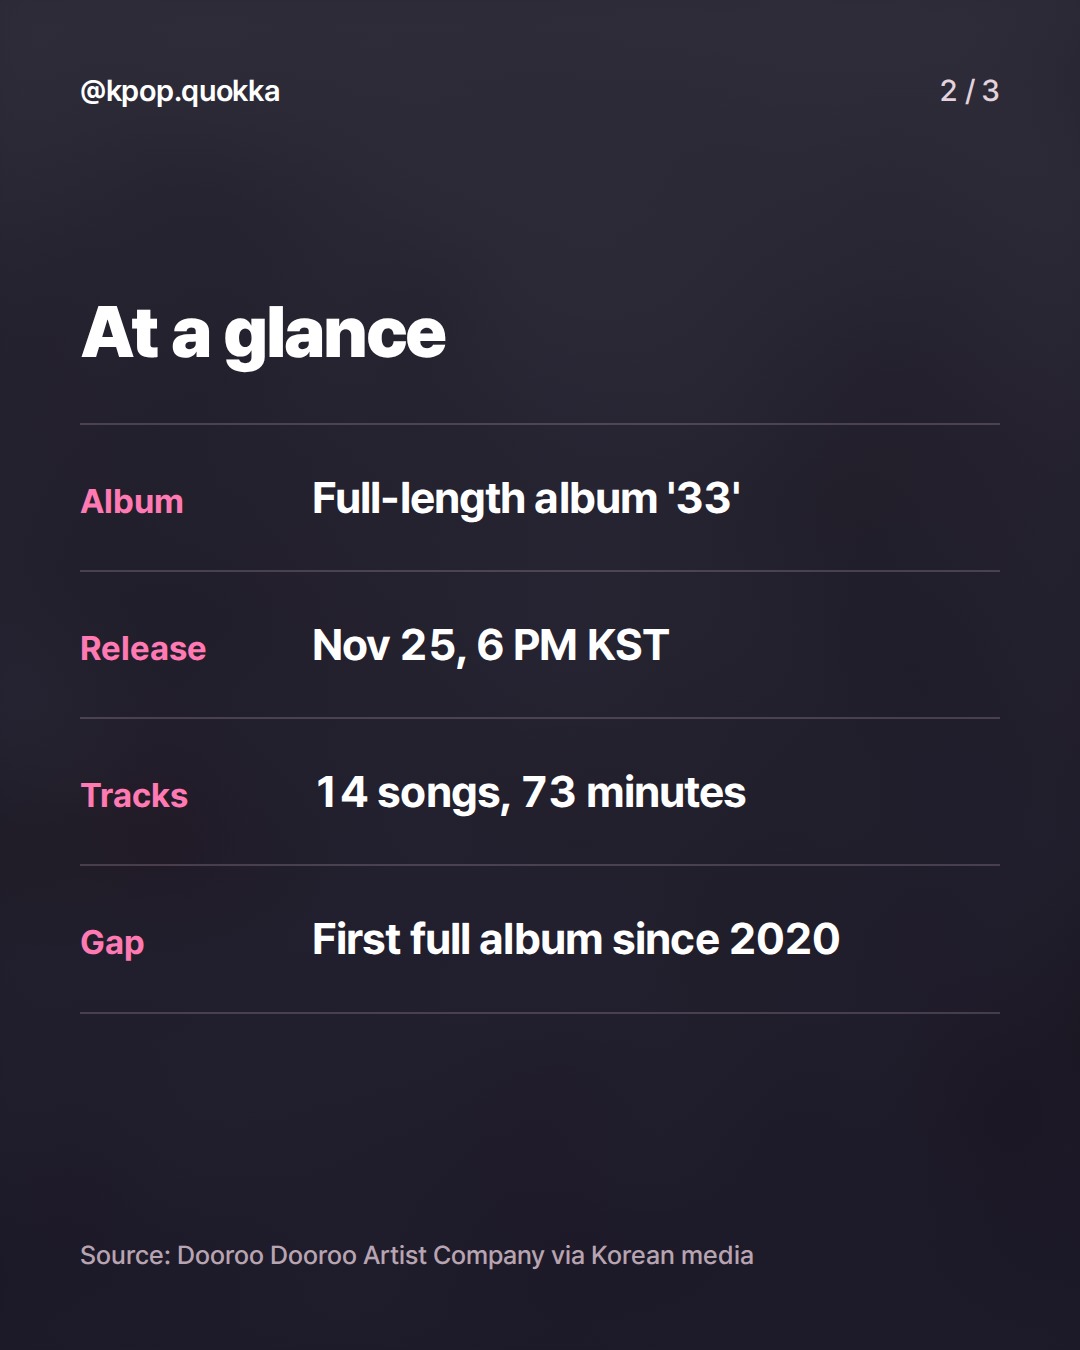 @kpop.quokka
2 / 3
At a glance
Album
Full-length album '33'
Release
Nov 25, 6 PM KST
Tracks
14 songs, 73 minutes
Gap
First full album since 2020
Source: Dooroo Dooroo Artist Company via Korean media